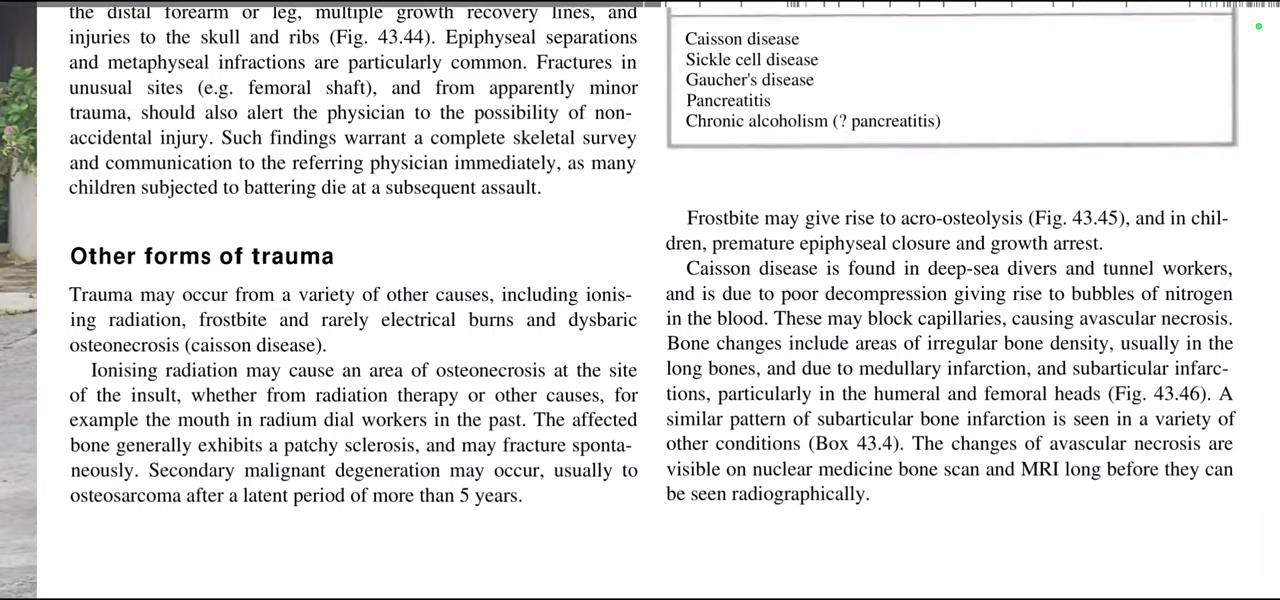 the distal forearm or leg, multiple growth recovery lines, and
injuries to the skull and ribs (Fig. 43.44). Epiphyseal separations
and metaphyseal infractions are particularly common. Fractures in
unusual sites (e.g. femoral shaft), and from apparently minor
trauma, should also alert the physician to the possibility of non-
accidental injury. Such findings warrant a complete skeletal survey
and communication to the referring physician immediately, as many
children subjected to battering die at a subsequent assault.
Other forms of trauma
Trauma may occur from a variety of other causes, including ionis-
ing radiation, frostbite and rarely electrical burns and dysbaric
osteonecrosis (caisson disease).
Ionising radiation may cause an area of osteonecrosis at the site
of the insult, whether from radiation therapy or other causes, for
example the mouth in radium dial workers in the past. The affected
bone generally exhibits a patchy sclerosis, and may fracture sponta-
neously. Secondary malignant degeneration may occur, usually to
osteosarcoma after a latent period of more than 5 years.
Caisson disease
Sickle cell disease
Gaucher's disease
Pancreatitis
Chronic alcoholism (? pancreatitis)
Frostbite may give rise to acro-osteolysis (Fig. 43.45), and in chil-
dren, premature epiphyseal closure and growth arrest.
Caisson disease is found in deep-sea divers and tunnel workers,
and is due to poor decompression giving rise to bubbles of nitrogen
in the blood. These may block capillaries, causing avascular necrosis.
Bone changes include areas of irregular bone density, usually in the
long bones, and due to medullary infarction, and subarticular infarc-
tions, particularly in the humeral and femoral heads (Fig. 43.46). A
similar pattern of subarticular bone infarction is seen in a variety of
other conditions (Box 43.4). The changes of avascular necrosis are
visible on nuclear medicine bone scan and MRI long before they can
be seen radiographically.